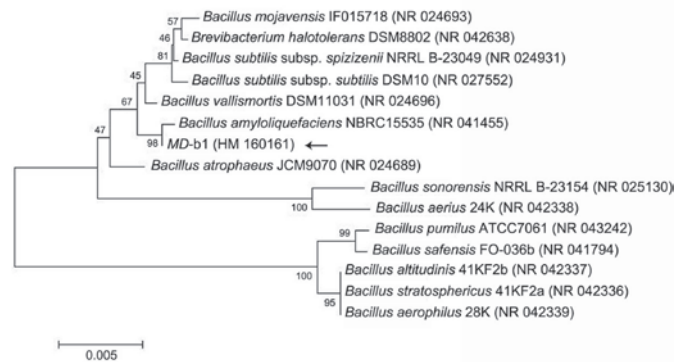 Bacillus mojavensis IF015718 (NR 024693)
57
Brevibacterium halotolerans DSM8802 (NR 042638)
46
Bacillus subtilis subsp. spizizenii NRRL B-23049 (NR 024931)
81
Bacillus subtilis subsp. subtilis DSM10 (NR 027552)
45
Bacillus vallismortis DSM11031 (NR 024696)
67
Bacillus amyloliquefaciens NBRC15535 (NR 041455)
98
MD-b1 (HM 160161)
47
Bacillus atrophaeus JCM9070 (NR 024689)
Bacillus sonorensis NRRL B-23154 (NR 025130)
100
Bacillus aerius 24K (NR 042338)
Bacillus pumilus ATCC7061 (NR 043242)
99
Bacillus safensis FO-036b (NR 041794)
100
Bacillus altitudinis 41KF2b (NR 042337)
Bacillus stratosphericus 41KF2a (NR 042336)
95
Bacillus aerophilus 28K (NR 042339)
0.005